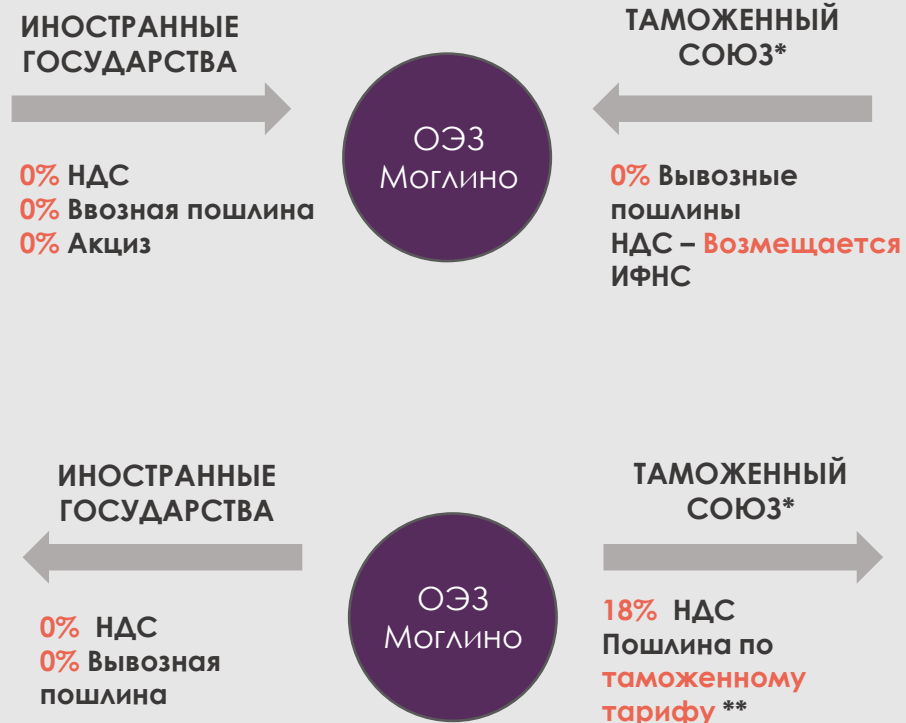 ИНОСТРАННЫЕ
ГОСУДАРСТВА
0% НДС
0% Ввозная пошлина
0% Акциз
ОЭЗ
Моглино
ТАМОЖЕННЫЙ
СОЮЗ*
0% Вывозные
пошлины
НДС – Возмещается
ИФНС
ИНОСТРАННЫЕ
ГОСУДАРСТВА
0% НДС
0% Вывозная
пошлина
ОЭЗ
Моглино
ТАМОЖЕННЫЙ
СОЮЗ*
18% НДС
Пошлина по
таможенному
тарифу **